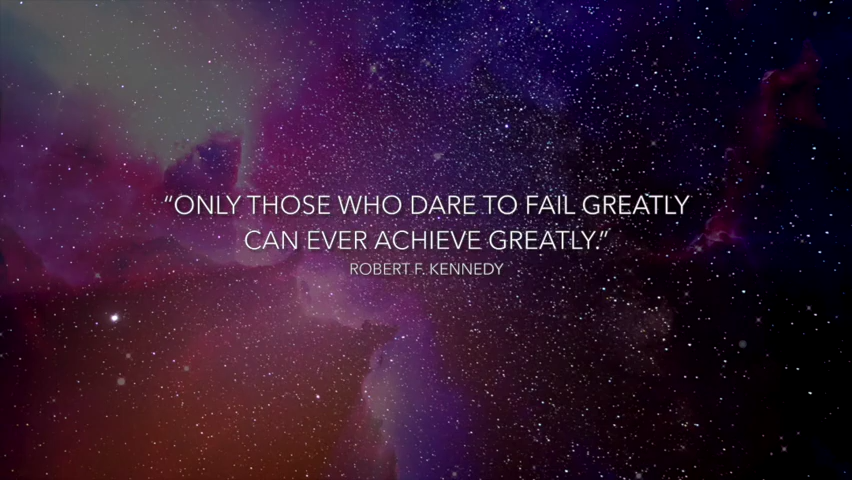 “ONLY THOSE WHO DARE TO FAIL GREATLY
CAN EVER ACHIEVE GREATLY.”
ROBERT F. KENNEDY